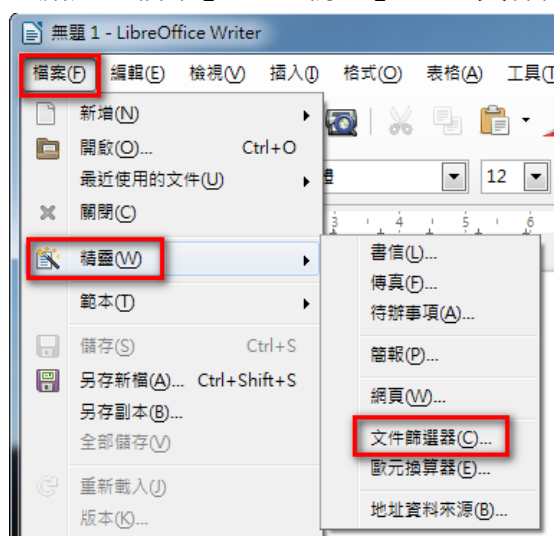 無題 1 - LibreOffice Writer
檔案(F) 編輯(E) 檢視(V) 插入(I) 格式(O) 表格(A) 工具(T
新增(N)
開啟(O)... Ctrl+O
12
最近使用的文件(U)
關閉(C)
3 4 5 6
精靈(W)
書信(L)...
傳真(F)...
範本(T)
待辦事項(A)...
儲存(S) Ctrl+S
簡報(P)...
另存新檔(A)... Ctrl+Shift+S
網頁(W)...
另存副本(B)...
全部儲存(V)
文件篩選器(C)...
歐元換算器(E)...
重新載入(J)
地址資料來源(B)...
版本(K)...